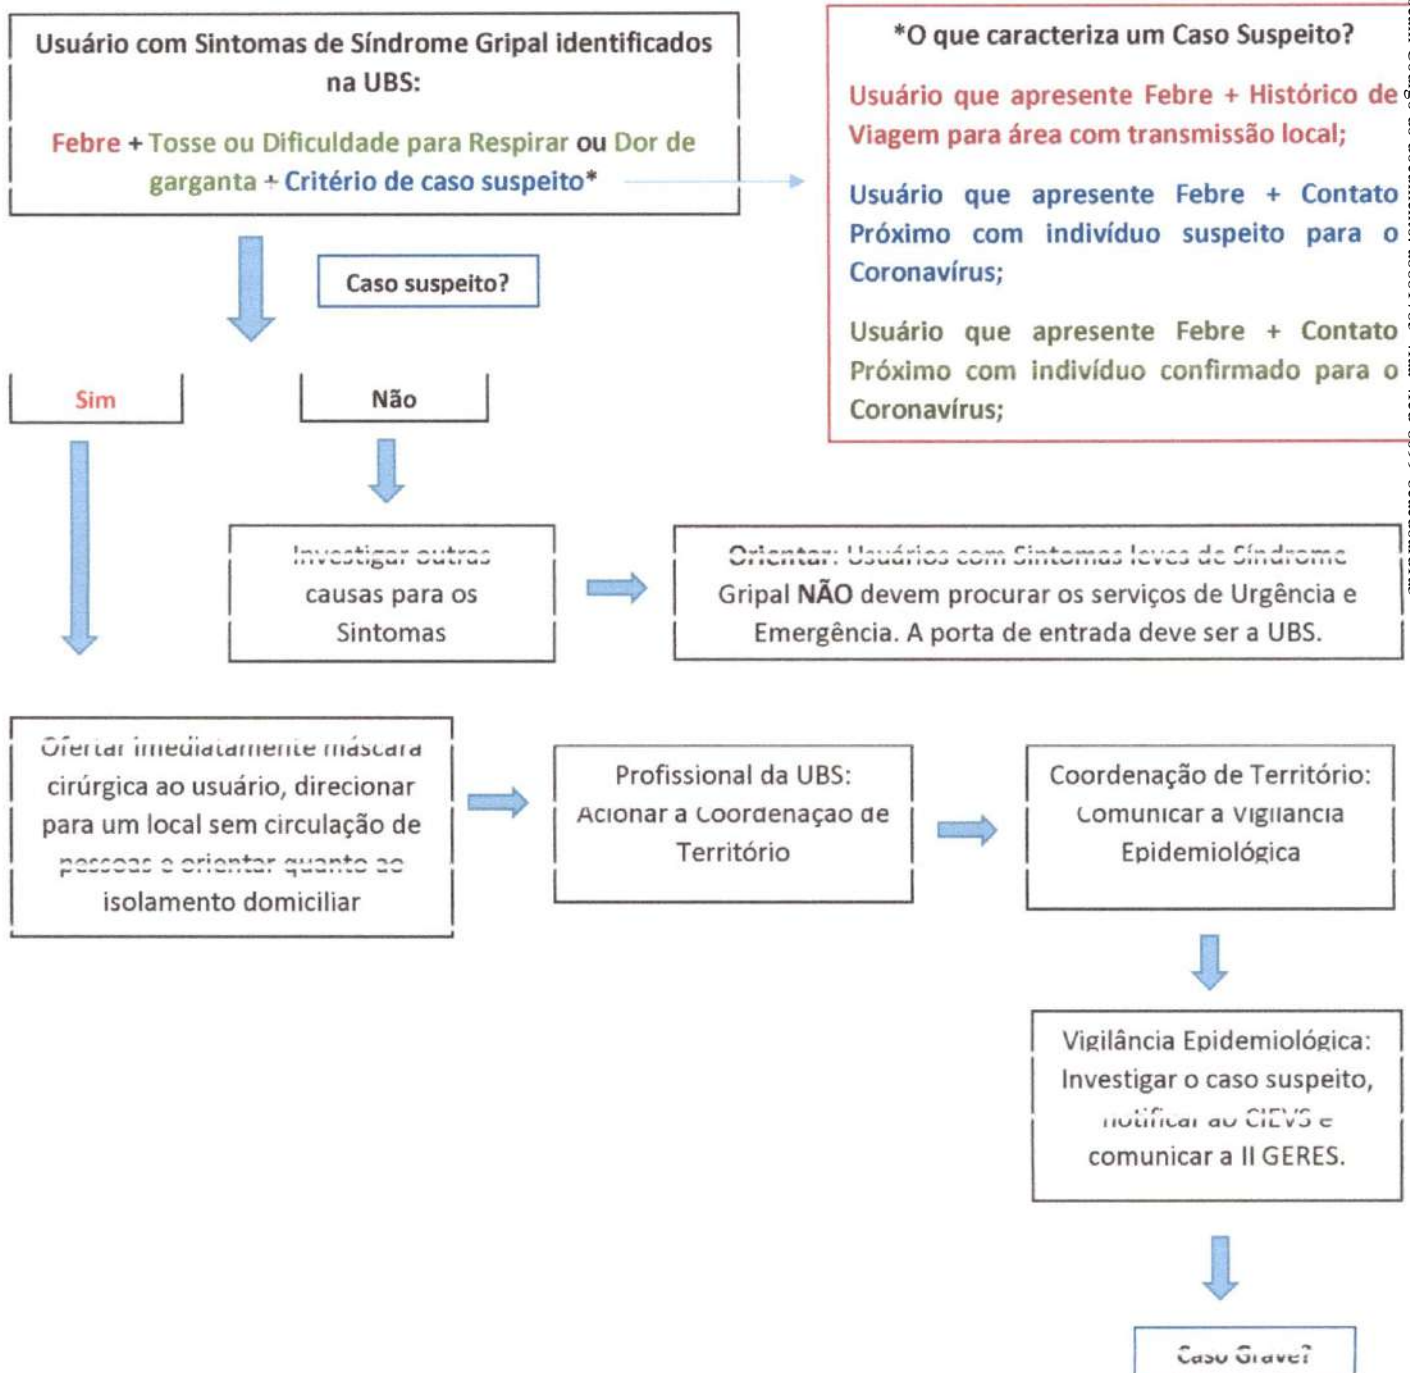 Usuário com Sintomas de Síndrome Gripal identificados
na UBS:
Febre + Tosse ou Dificuldade para Respirar ou Dor de
garganta + Critério de caso suspeito*
*O que caracteriza um Caso Suspeito?
Usuário que apresente Febre + Histórico de
Viagem para área com transmissão local;
Usuário que apresente Febre + Contato
Próximo com indivíduo suspeito para o
Coronavírus;
Usuário que apresente Febre + Contato
Próximo com indivíduo confirmado para o
Coronavírus;
Caso suspeito?
Sim
Não
Investigar outras
causas para os
Sintomas
Orientar: Usuários com Sintomas leves de Síndrome
Gripal NÃO devem procurar os serviços de Urgência e
Emergência. A porta de entrada deve ser a UBS.
Ofertar imediatamente máscara
cirúrgica ao usuário, direcionar
para um local sem circulação de
pessoas e orientar quanto ao
isolamento domiciliar
Profissional da UBS:
Acionar a Coordenação de
Território
Coordenação de Território:
Comunicar a Vigilância
Epidemiológica
Vigilância Epidemiológica:
Investigar o caso suspeito,
notificar ao CIEVS e
comunicar a II GERES.
Caso Grave?